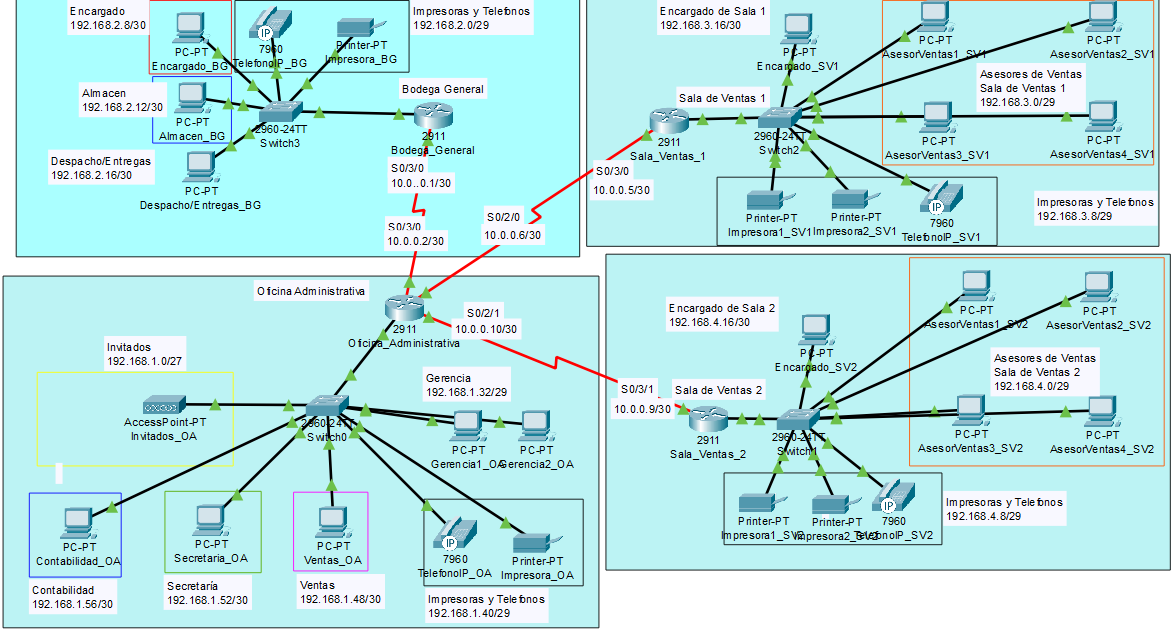 Encargado
192.168.2.8/30
PC-PT
Encargado_BG
IP
7960
TelefonoIP_BG
Printer-PT
Impresora_BG
Impresoras y Telefonos
192.168.2.0/29
Almacen
192.168.2.12/30
PC-PT
Almacen_BG
2960-24TT
Switch3
Bodega General
2911
Bodega_General
Despacho/Entregas
192.168.2.16/30
PC-PT
Despacho/Entregas_BG
S0/3/0
10.0..0.1/30
S0/3/0
10.0.0.2/30
Encargado de Sala 1
192.168.3.16/30
PC-PT
Encargado_SV1
PC-PT
AsesorVentas1_SV1
PC-PT
AsesorVentas2_SV1
Asesores de Ventas
Sala de Ventas 1
192.168.3.0/29
Sala de Ventas 1
2911
Sala_Ventas_1
2960-24TT
Switch2
PC-PT
AsesorVentas3_SV1
PC-PT
AsesorVentas4_SV1
S0/3/0
10.0.0.5/30
S0/2/0
10.0.0.6/30
Printer-PT
Impresora1_SV1
Printer-PT
Impresora2_SV1
IP
7960
TelefonoIP_SV1
Impresoras y Telefonos
192.168.3.8/29
Oficina Administrativa
2911
Oficina_Administrativa
S0/2/1
10.0.0.10/30
Invitados
192.168.1.0/27
AccessPoint-PT
Invitados_OA
2960-24TT
Switch0
Gerencia
192.168.1.32/29
PC-PT
Gerencia1_OA
PC-PT
Gerencia2_OA
PC-PT
Contabilidad_OA
PC-PT
Secretaria_OA
PC-PT
Ventas_OA
IP
7960
TelefonoIP_OA
Printer-PT
Impresora_OA
Contabilidad
192.168.1.56/30
Secretaría
192.168.1.52/30
Ventas
192.168.1.48/30
Impresoras y Telefonos
192.168.1.40/29
Encargado de Sala 2
192.168.4.16/30
PC-PT
Encargado_SV2
PC-PT
AsesorVentas1_SV2
PC-PT
AsesorVentas2_SV2
Asesores de Ventas
Sala de Ventas 2
192.168.4.0/29
S0/3/1
10.0.0.9/30
Sala de Ventas 2
2911
Sala_Ventas_2
2960-24TT
Switch1
PC-PT
AsesorVentas3_SV2
PC-PT
AsesorVentas4_SV2
Printer-PT
Impresora1_SV2
Printer-PT
Impresora2_SV2
IP
7960
TelefonoIP_SV2
Impresoras y Telefonos
192.168.4.8/29